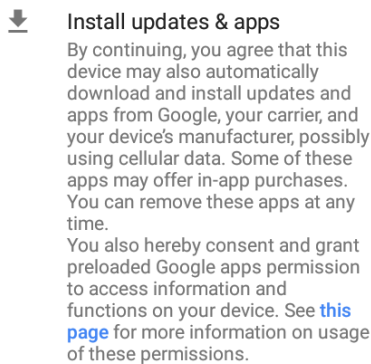 Install updates & apps
By continuing, you agree that this
device may also automatically
download and install updates and
apps from Google, your carrier, and
your device's manufacturer, possibly
using cellular data. Some of these
apps may offer in-app purchases.
You can remove these apps at any
time.
You also hereby consent and grant
preloaded Google apps permission
to access information and
functions on your device. See this
page for more information on usage
of these permissions.